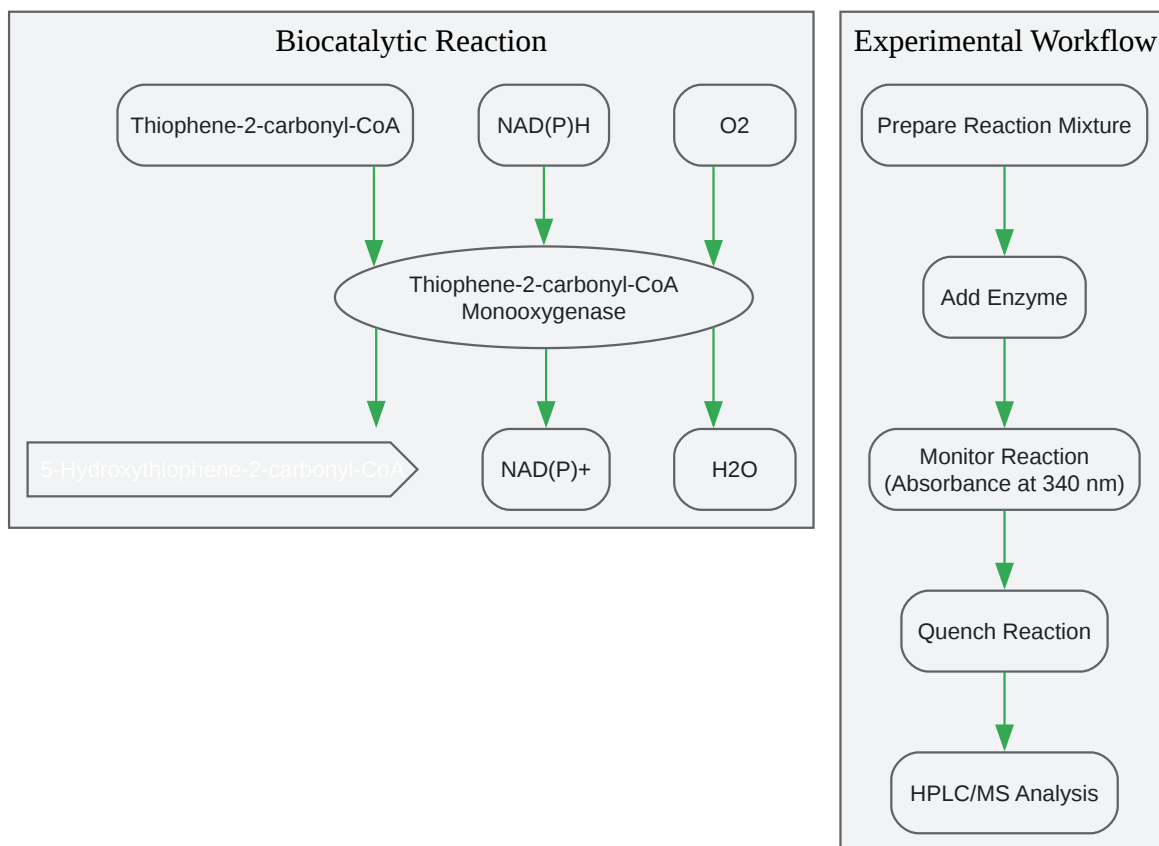 Biocatalytic Reaction
Thiophene-2-carbonyl-CoA
NAD(P)H
O2
Thiophene-2-carbonyl-CoA
Monooxygenase
5-Hydroxythiophene-2-carbonyl-CoA
NAD(P)+
H2O
Experimental Workflow
Prepare Reaction Mixture
Add Enzyme
Monitor Reaction
(Absorbance at 340 nm)
Quench Reaction
HPLC/MS Analysis